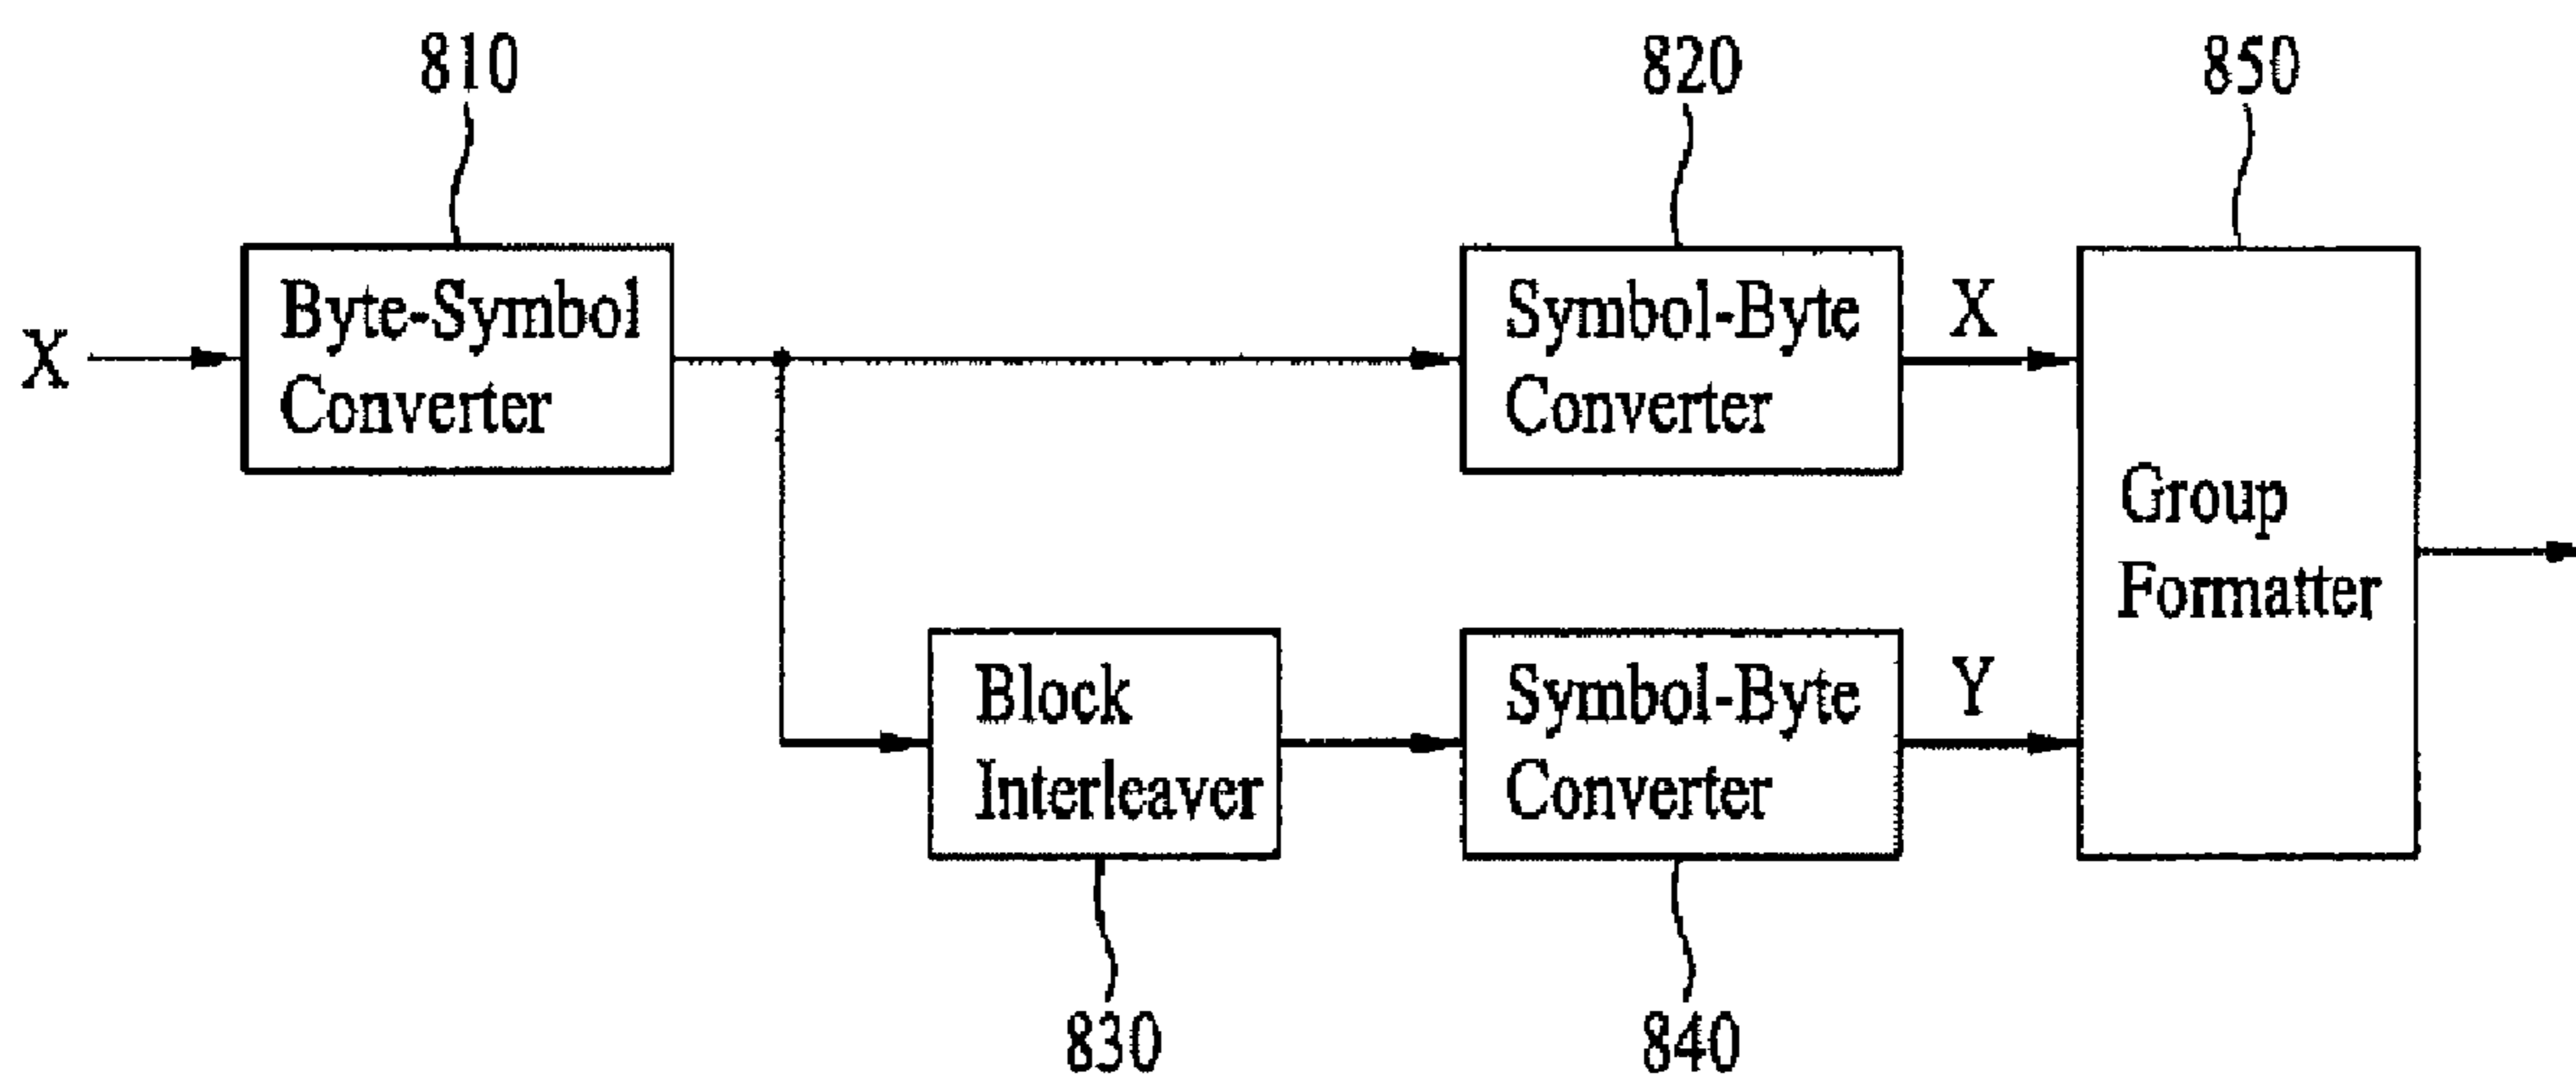 810
820
850
X
Byte-Symbol
Converter
Symbol-Byte
Converter
X
Group
Formatter
Block
Interleaver
Symbol-Byte
Converter
Y
830
840